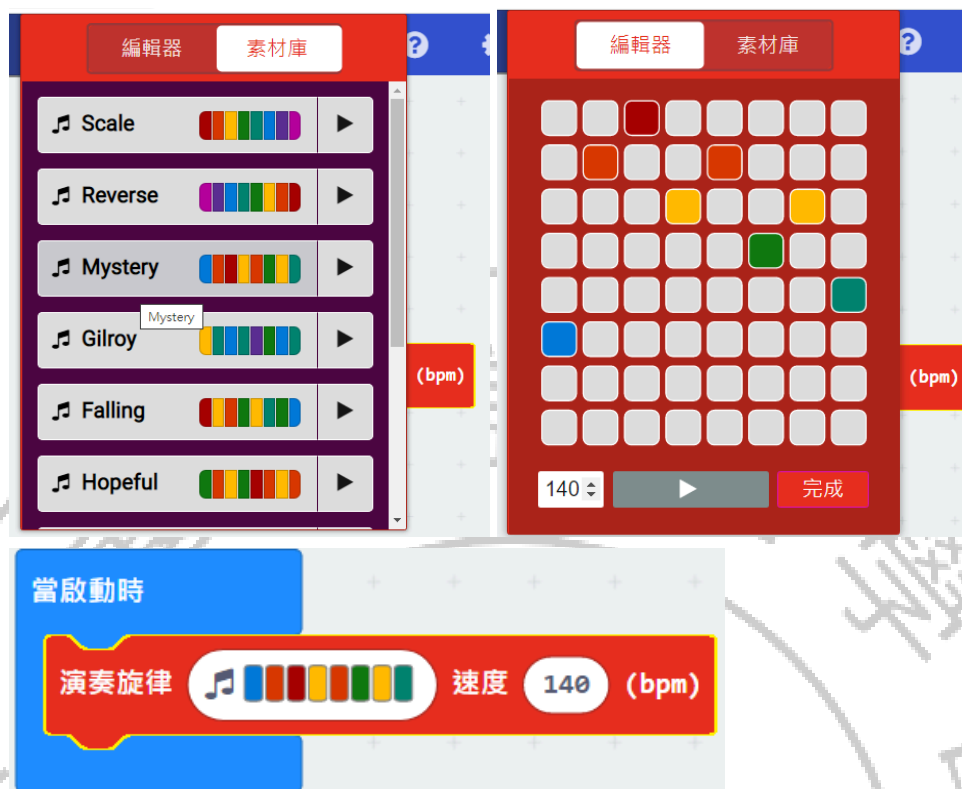 編輯器 素材庫
Scale
Reverse
Mystery
Mystery
Gilroy
Falling
Hopeful
(bpm)
編輯器 素材庫
(bpm)
140 完成
當啟動時
演奏旋律 速度 140 (bpm)